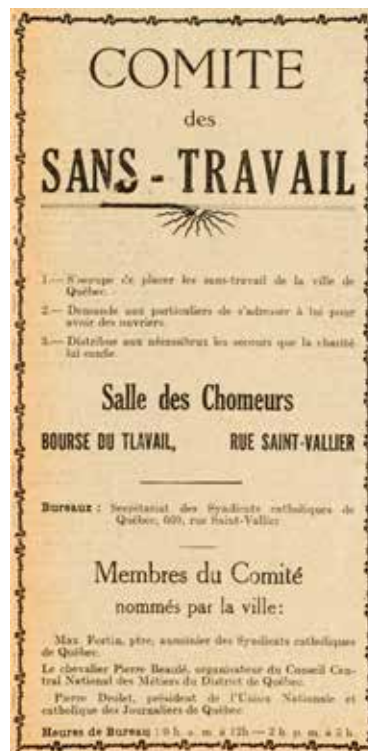 COMITE
des
SANS - TRAVAIL
1.— S'occupe de placer les sans-travail de la ville de
Québec.
2.— Demande aux particuliers de s'adresser à lui pour
avoir des ouvriers.
3.— Distribue aux nécessiteux les secours que la charité
lui confie.
Salle des Chomeurs
BOURSE DU TLAVAIL, RUE SAINT-VALLIER
Bureaux : Secrétariat des Syndicats catholiques de
Québec, 669, rue Saint-Vallier
Membres du Comité
nommés par la ville:
Max. Fortin, ptre, aumônier des Syndicats catholiques
de Québec.
Le chevalier Pierre Beaulé, organisateur du Conseil Cen-
tral National des Métiers du District de Québec.
Pierre Drolet, président de l'Union Nationale et
catholique des Journaliers de Québec
Heures de Bureau : 9 h. a. m. à 12h — 2 h. p. m. à 5 h.